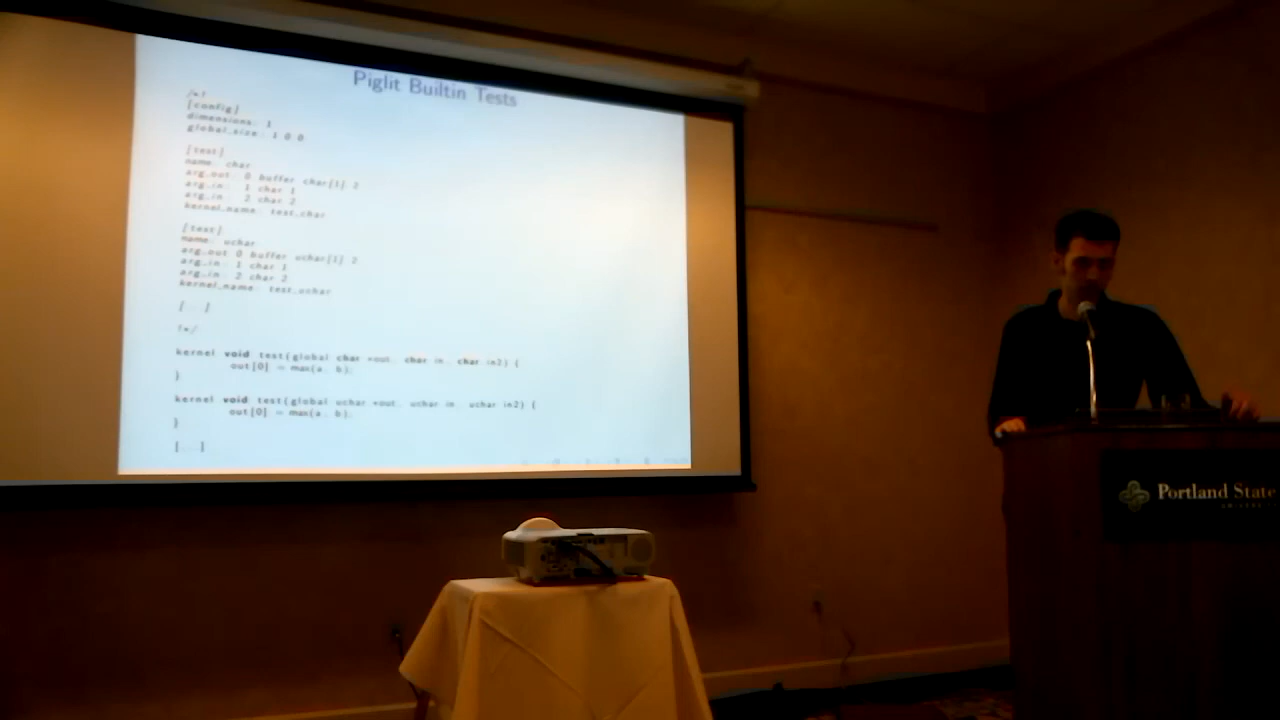 Piglit Builtin Tests
/*!
[config]
dimensions: 1
global_size: 1 0 0
[test]
name: char
arg_out: 0 buffer char[1] 2
arg_in: 1 char 1
arg_in: 2 char 2
kernel_name: test_char
[test]
name: uchar
arg_out 0 buffer uchar[1] 2
arg_in: 1 char 1
arg_in: 2 char 2
kernel_name: test_uchar
[...]
!*/
kernel void test(global char *out, char in, char in2) {
out[0] = max(a, b);
}
kernel void test(global uchar *out, uchar in, uchar in2) {
out[0] = max(a, b);
}
[...]
Portland State